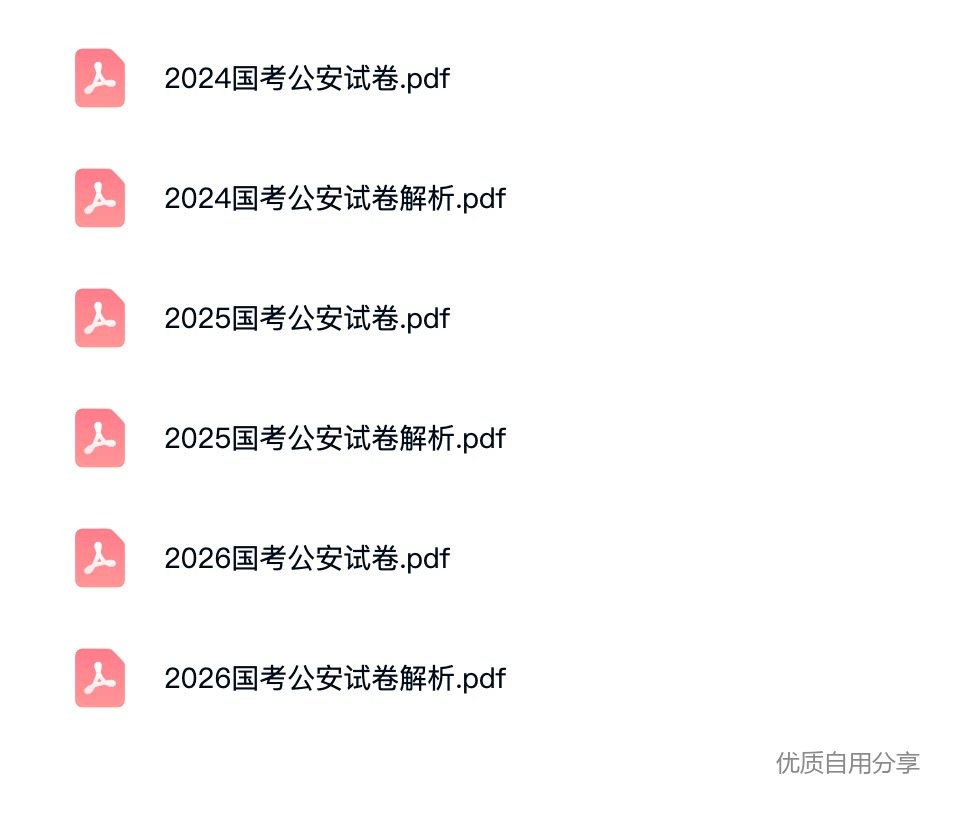 2024国考公安试卷.pdf
2024国考公安试卷解析.pdf
2025国考公安试卷.pdf
2025国考公安试卷解析.pdf
2026国考公安试卷.pdf
2026国考公安试卷解析.pdf
优质自用分享